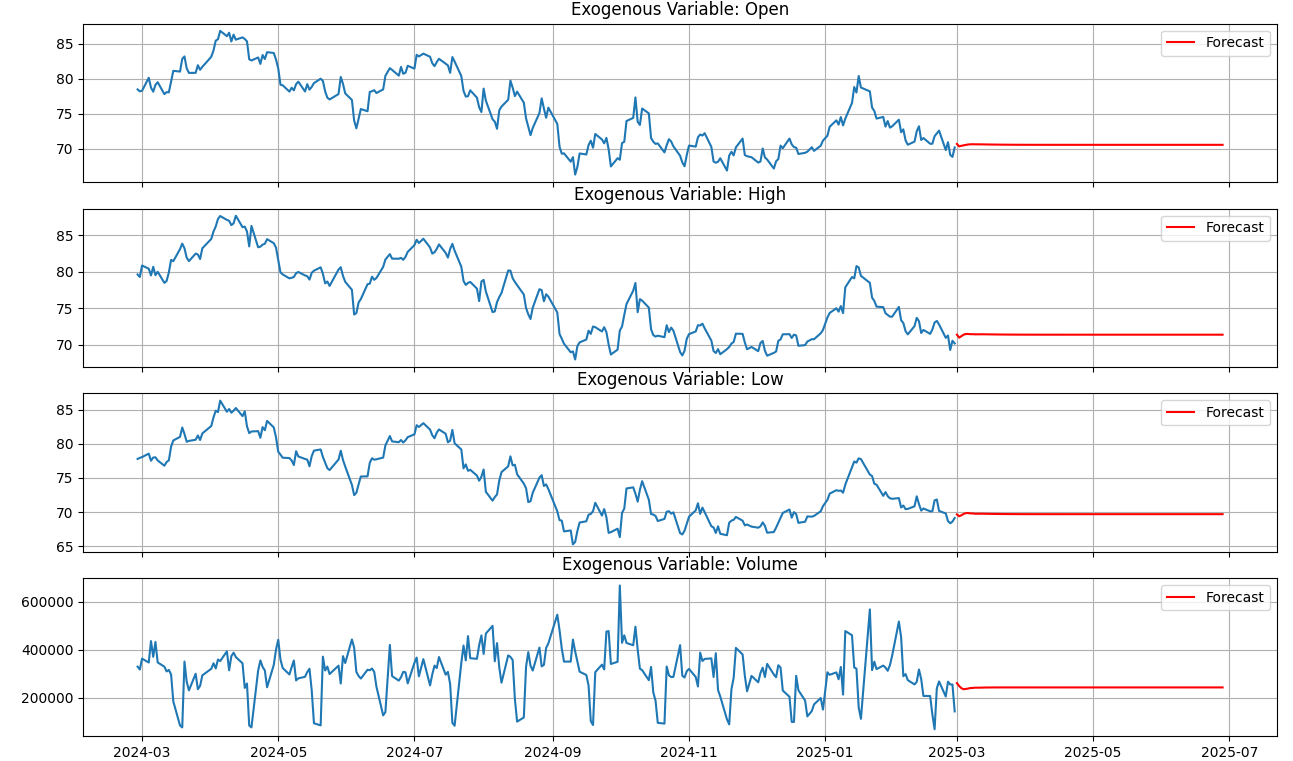 Exogenous Variable: Open
85
80
75
70
Forecast
Exogenous Variable: High
85
80
75
70
Forecast
Exogenous Variable: Low
85
80
75
70
65
Forecast
Exogenous Variable: Volume
600000
400000
200000
Forecast
2024-03 2024-05 2024-07 2024-09 2024-11 2025-01 2025-03 2025-05 2025-07